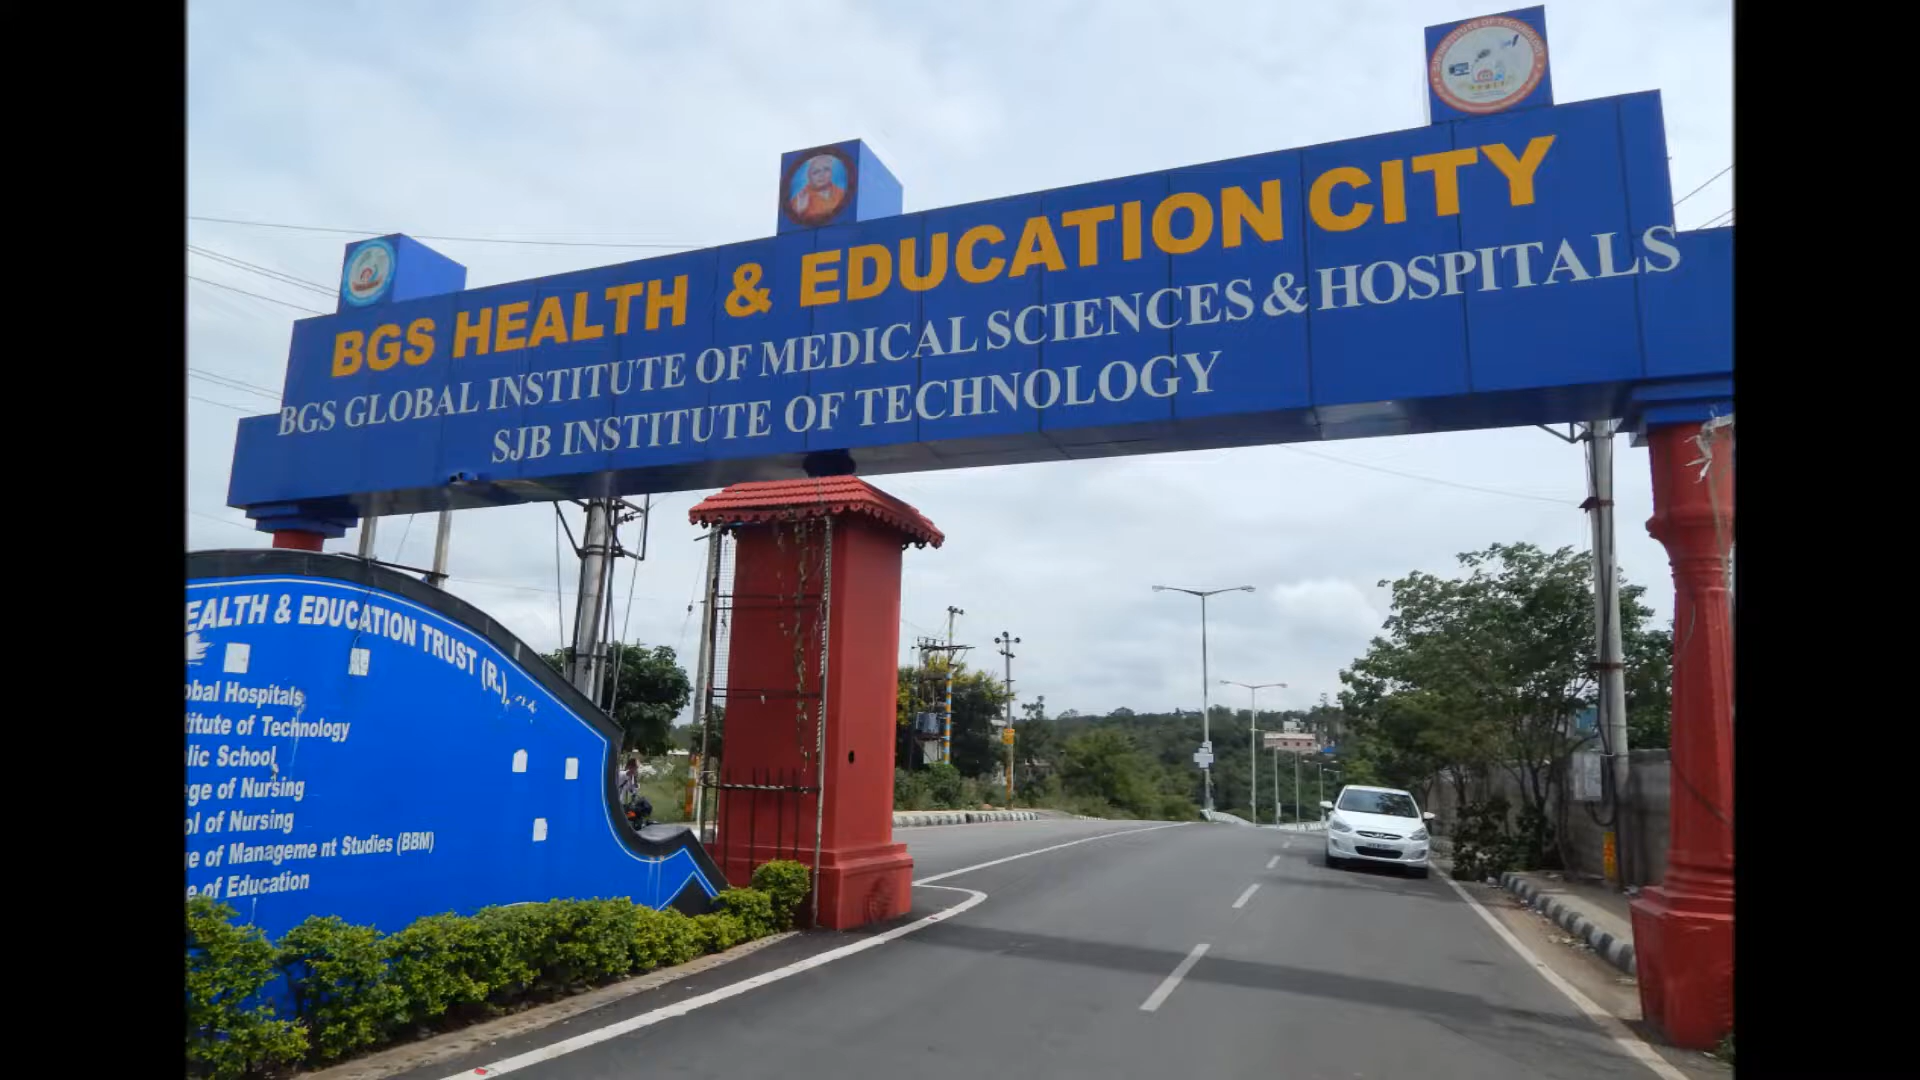 BGS HEALTH & EDUCATION CITY
BGS GLOBAL INSTITUTE OF MEDICAL SCIENCES & HOSPITALS
SJB INSTITUTE OF TECHNOLOGY
EALTH & EDUCATION TRUST (R.),
obal Hospitals
titute of Technology
lic School
ege of Nursing
ol of Nursing
e of Manageme nt Studies (BBM)
e of Education